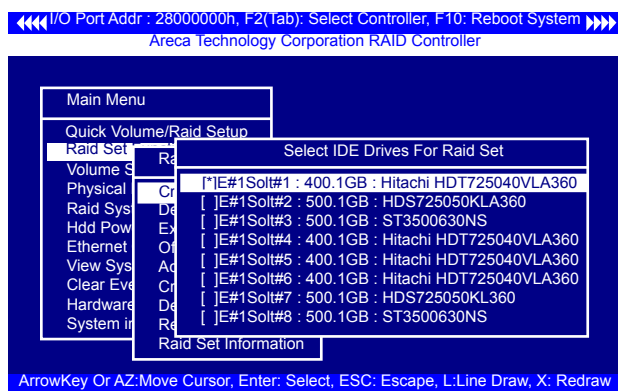 I/O Port Addr : 28000000h, F2(Tab): Select Controller, F10: Reboot System
Areca Technology Corporation RAID Controller
Main Menu
Quick Volume/Raid Setup
Raid Set
Volume S
Physical
Raid Sys
Hdd Pow
Ethernet
View Sys
Clear Eve
Hardware
System in
Ra
Cr
De
Ex
Of
Ac
Cr
De
Re
Raid Set Information
Select IDE Drives For Raid Set
[*]E#1Solt#1 : 400.1GB : Hitachi HDT725040VLA360
[ ]E#1Solt#2 : 500.1GB : HDS725050KLA360
[ ]E#1Solt#3 : 500.1GB : ST3500630NS
[ ]E#1Solt#4 : 400.1GB : Hitachi HDT725040VLA360
[ ]E#1Solt#5 : 400.1GB : Hitachi HDT725040VLA360
[ ]E#1Solt#6 : 400.1GB : Hitachi HDT725040VLA360
[ ]E#1Solt#7 : 500.1GB : HDS725050KL360
[ ]E#1Solt#8 : 500.1GB : ST3500630NS
ArrowKey Or AZ:Move Cursor, Enter: Select, ESC: Escape, L:Line Draw, X: Redraw